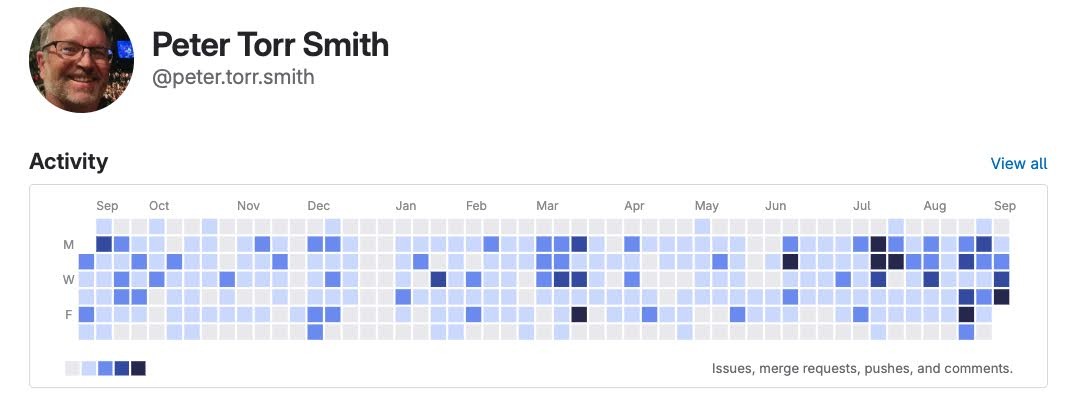 Peter Torr Smith
@peter.torr.smith
Activity
View all
Sep Oct Nov Dec Jan Feb Mar Apr May Jun Jul Aug Sep
M
W
F
Issues, merge requests, pushes, and comments.